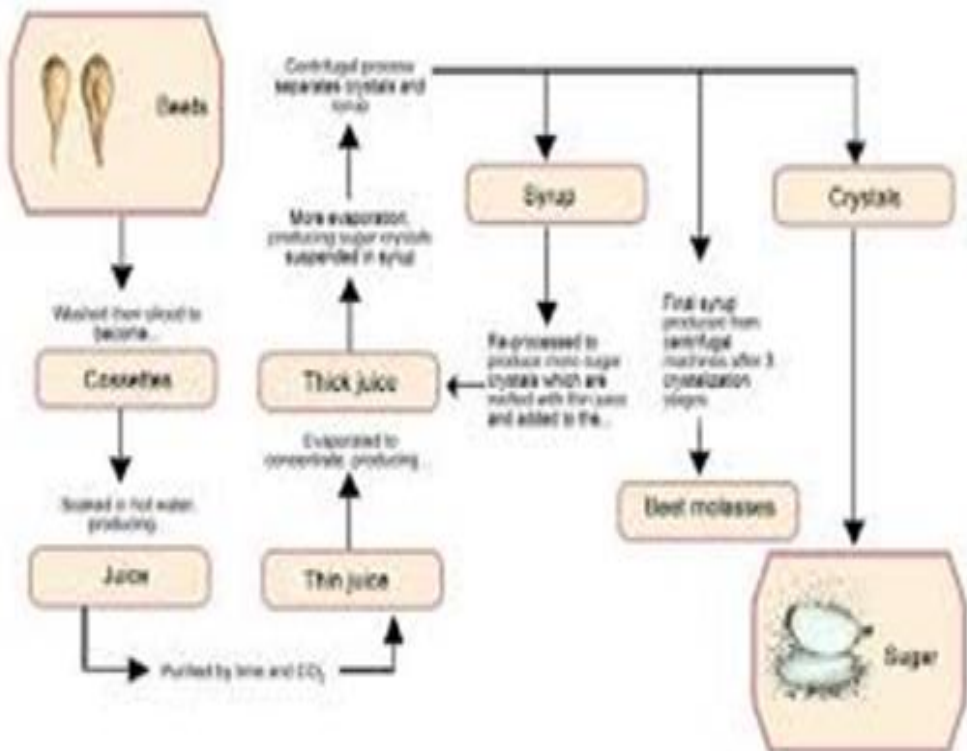 Beets
Washed then sliced to
become...
Cossettes
Soaked in hot water,
producing
Juice
Purified by lime and CO2
Thin juice
Evaporated to
concentrate, producing...
Thick juice
More evaporation,
producing sugar crystals
suspended in syrup
Centrifugal process
separates crystals and
syrup
Syrup
Re-processed to
produce more sugar
crystals which are
melted with thin juice
and added to the...
Final syrup
produced from
centrifugal
machines after 3
crystalization
stages
Beet molasses
Crystals
Sugar